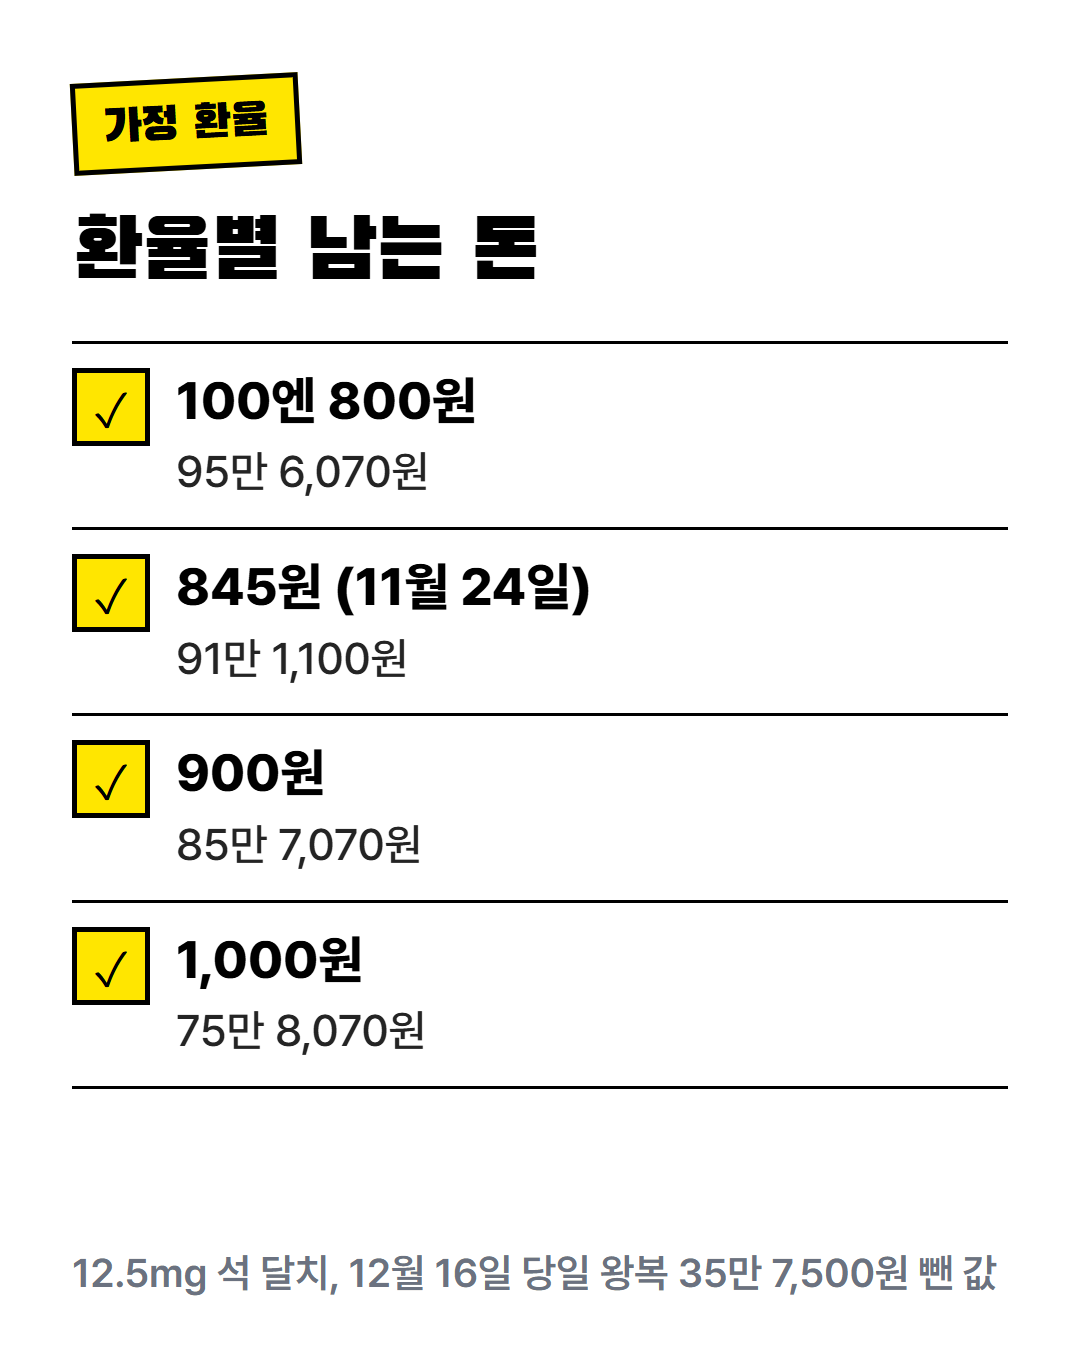 가정 환율
환율별 남는 돈
✓
100엔 800원
95만 6,070원
✓
845원 (11월 24일)
91만 1,100원
✓
900원
85만 7,070원
✓
1,000원
75만 8,070원
12.5mg 석 달치, 12월 16일 당일 왕복 35만 7,500원 뺀 값